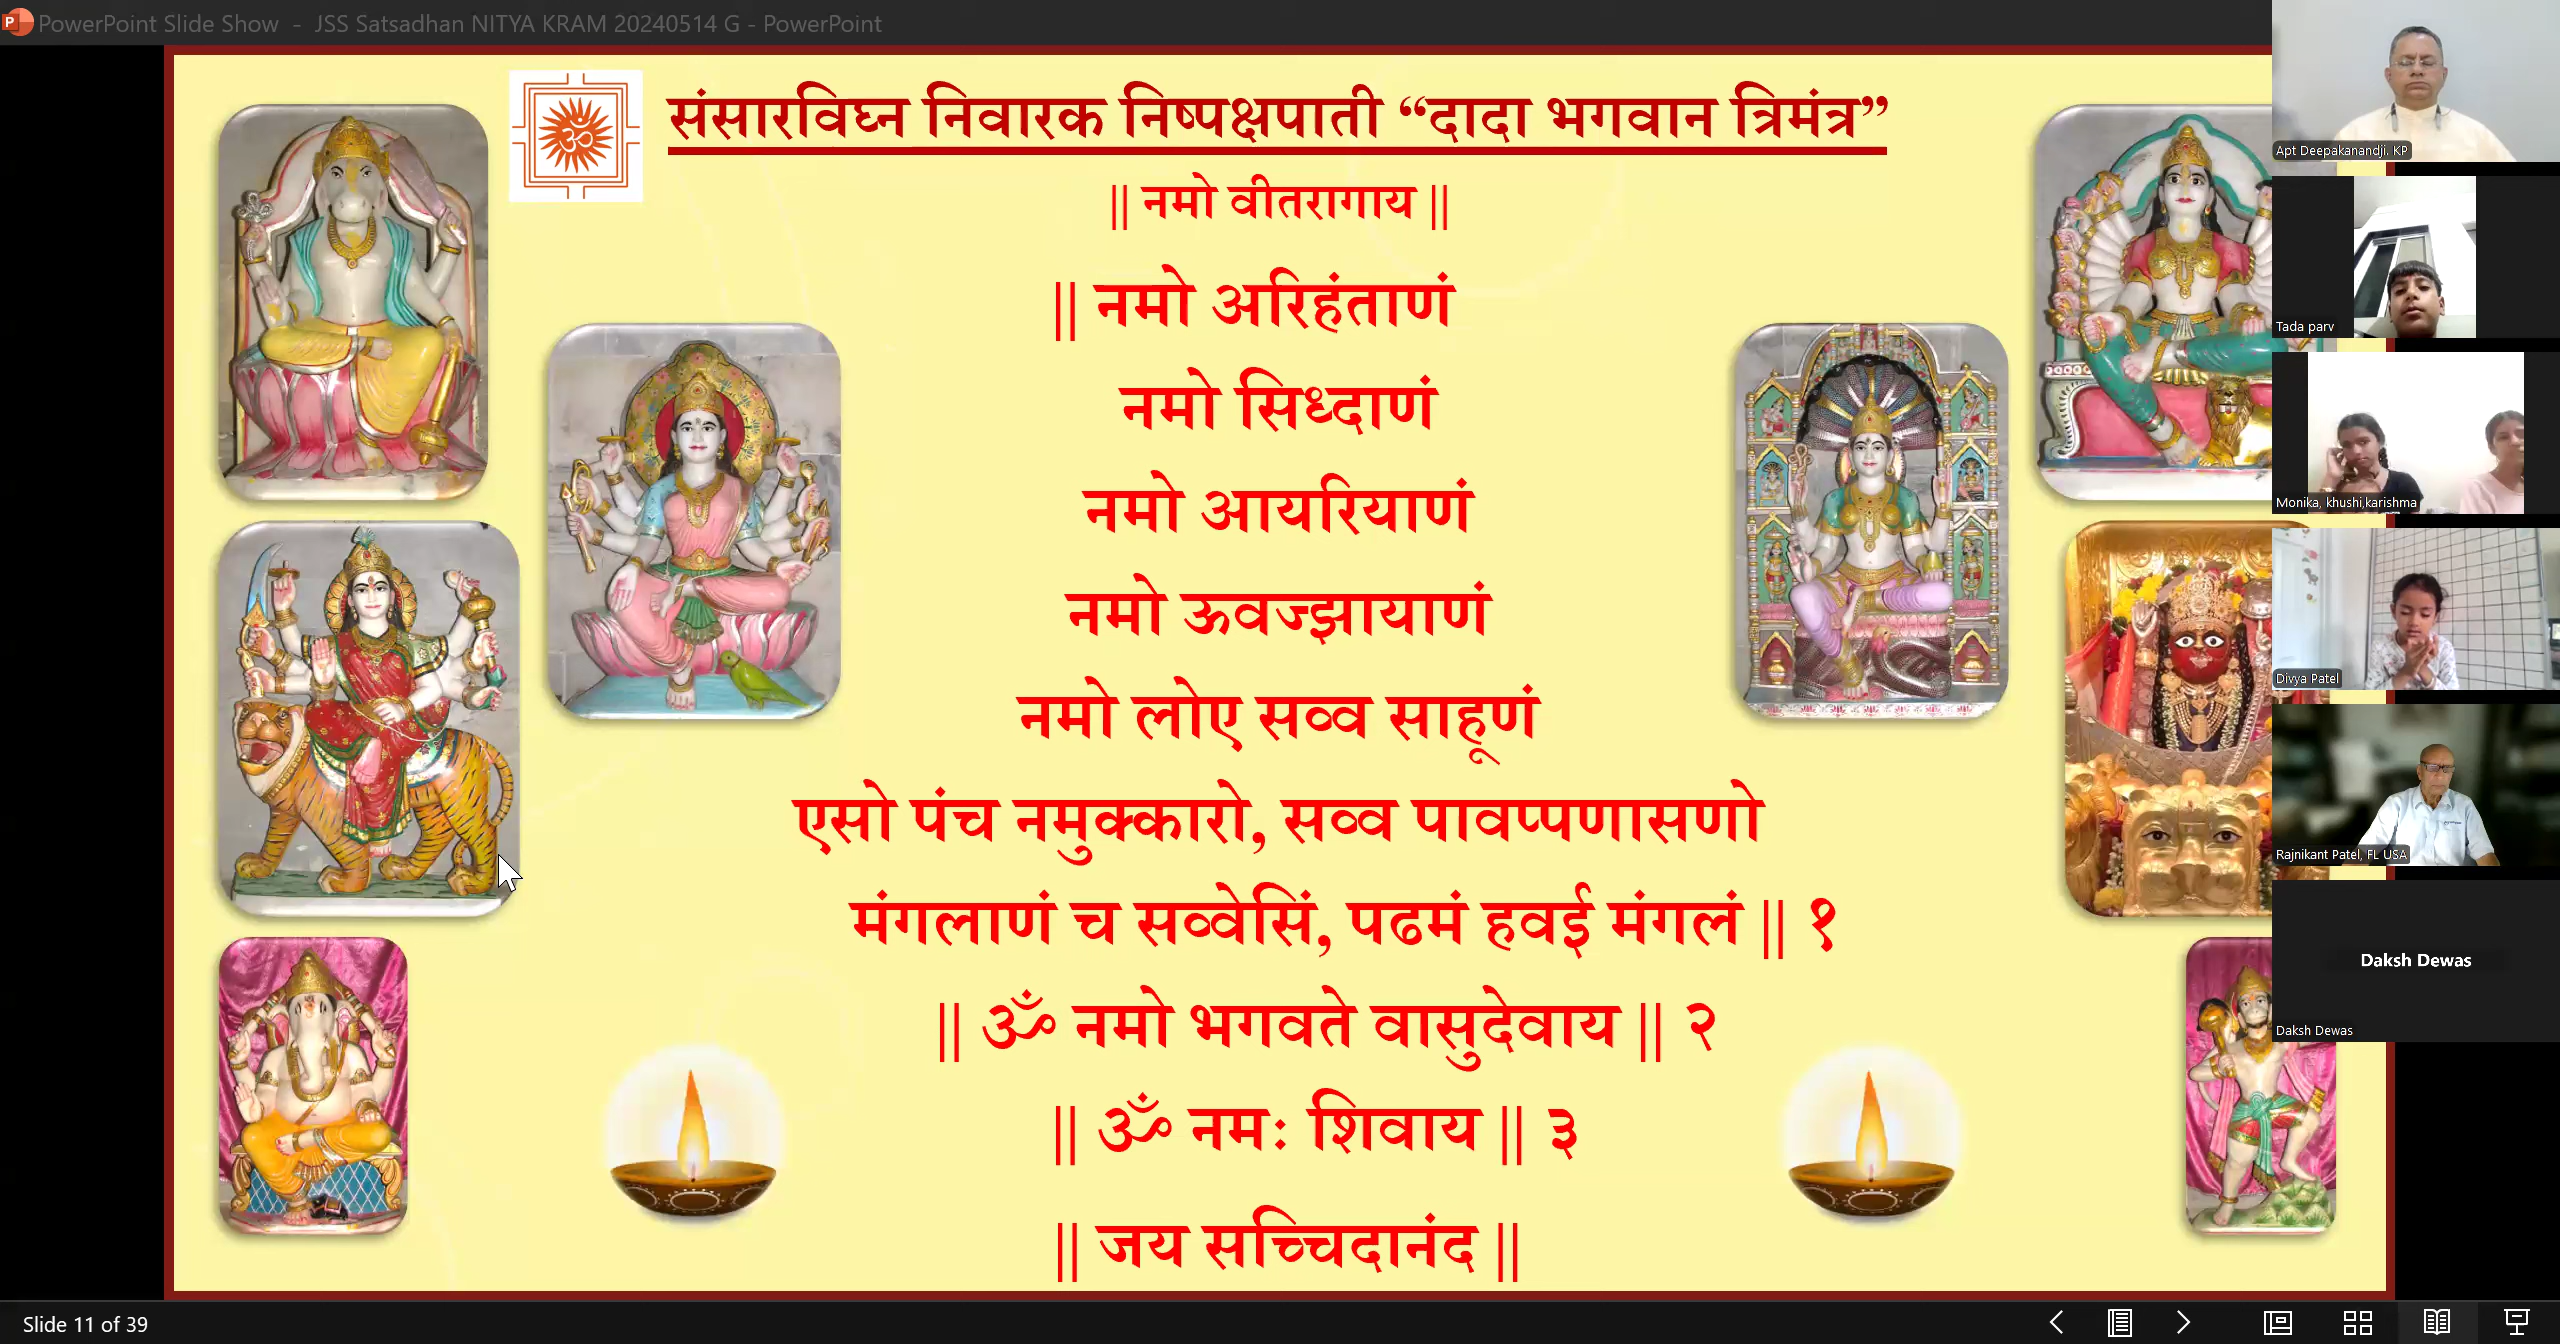 PowerPoint Slide Show - JSS Satsadhan NITYA KRAM 20240514 G - PowerPoint
संसारविघ्न निवारक निष्पक्षपाती “दादा भगवान त्रिमंत्र”
|| नमो वीतरागाय ||
|| नमो अरिहंताणं
नमो सिध्दाणं
नमो आयरियाणं
नमो ऊवज्झायाणं
नमो लोए सव्व साहूणं
एसो पंच नमुक्कारो, सव्व पावप्पणासणो
मंगलाणं च सव्वेसिं, पढमं हवई मंगलं || १
|| ॐ नमो भगवते वासुदेवाय || २
|| ॐ नमः शिवाय || ३
|| जय सच्चिदानंद ||
Apt Deepakanandji. KP
Tada parv
Monika, khushi,karishma
Divya Patel
Rajnikant Patel, FL USA
Daksh Dewas
Daksh Dewas
Slide 11 of 39